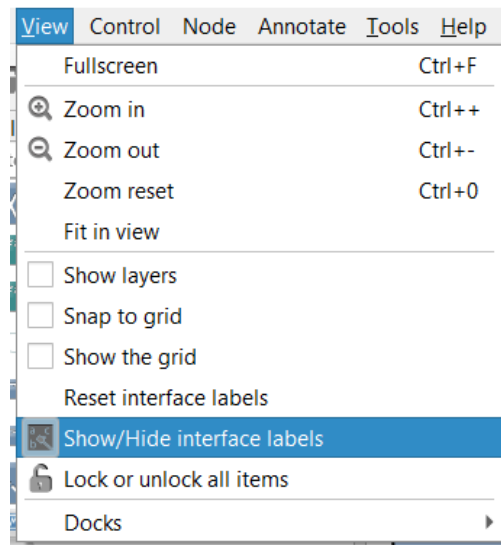 View Control Node Annotate Tools Help
Fullscreen Ctrl+F
Zoom in Ctrl++
Zoom out Ctrl+-
Zoom reset Ctrl+0
Fit in view
Show layers
Snap to grid
Show the grid
Reset interface labels
Show/Hide interface labels
Lock or unlock all items
Docks